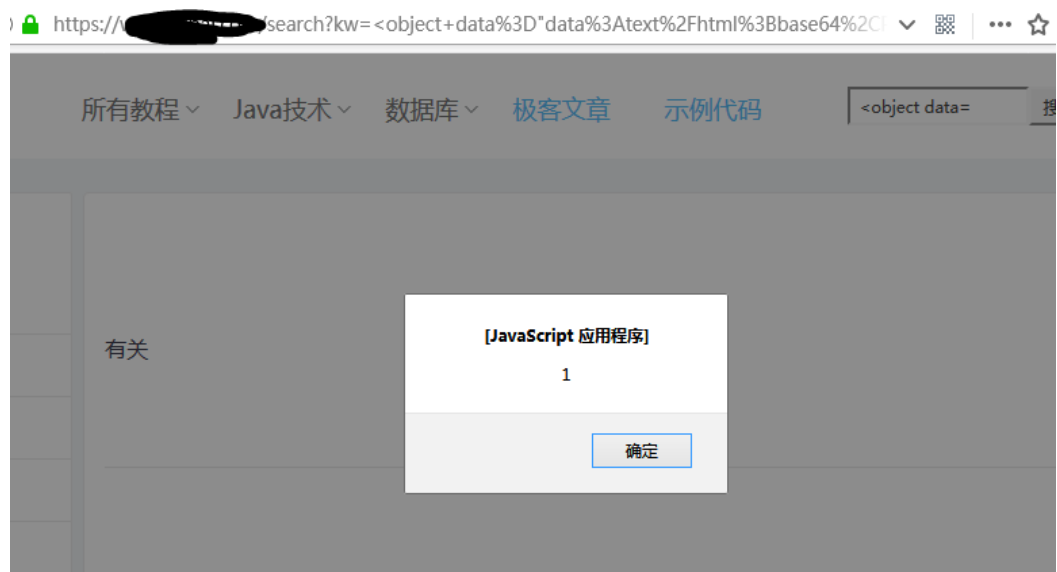 https:// /search?kw=<object+data%3D"data%3Atext%2Fhtml%3Bbase64%2C
所有教程 Java技术 数据库 极客文章 示例代码 <object data= 搜
有关
[JavaScript 应用程序]
1
确定